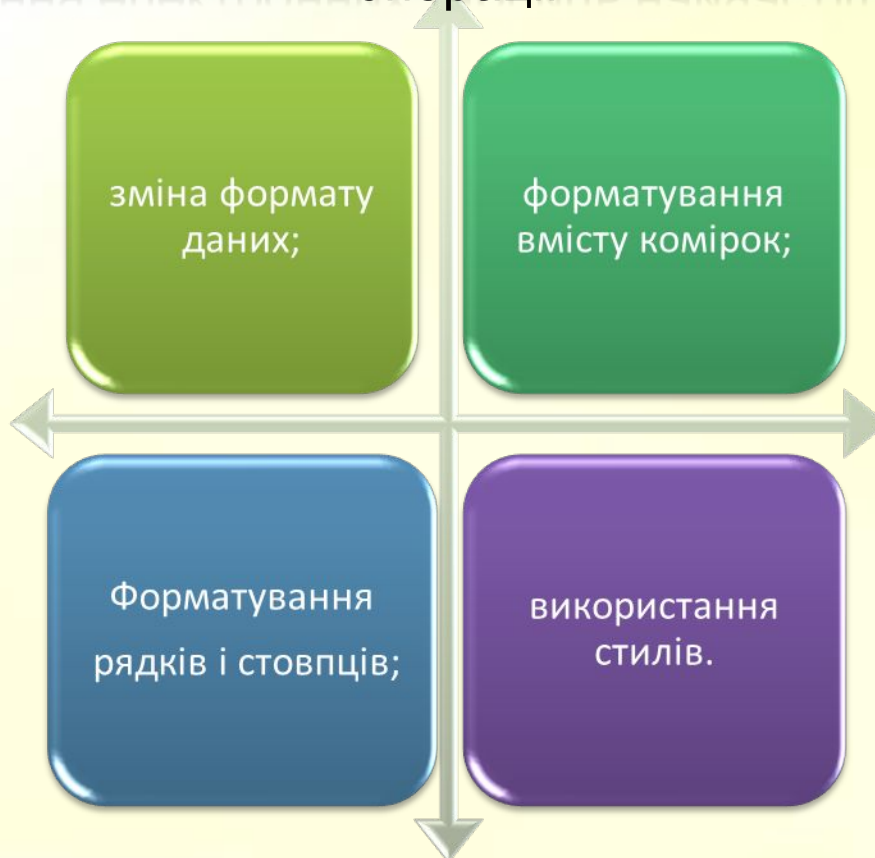 зміна формату
даних;
форматування
вмісту комірок;
Форматування
рядків і стовпців;
використання
стилів.